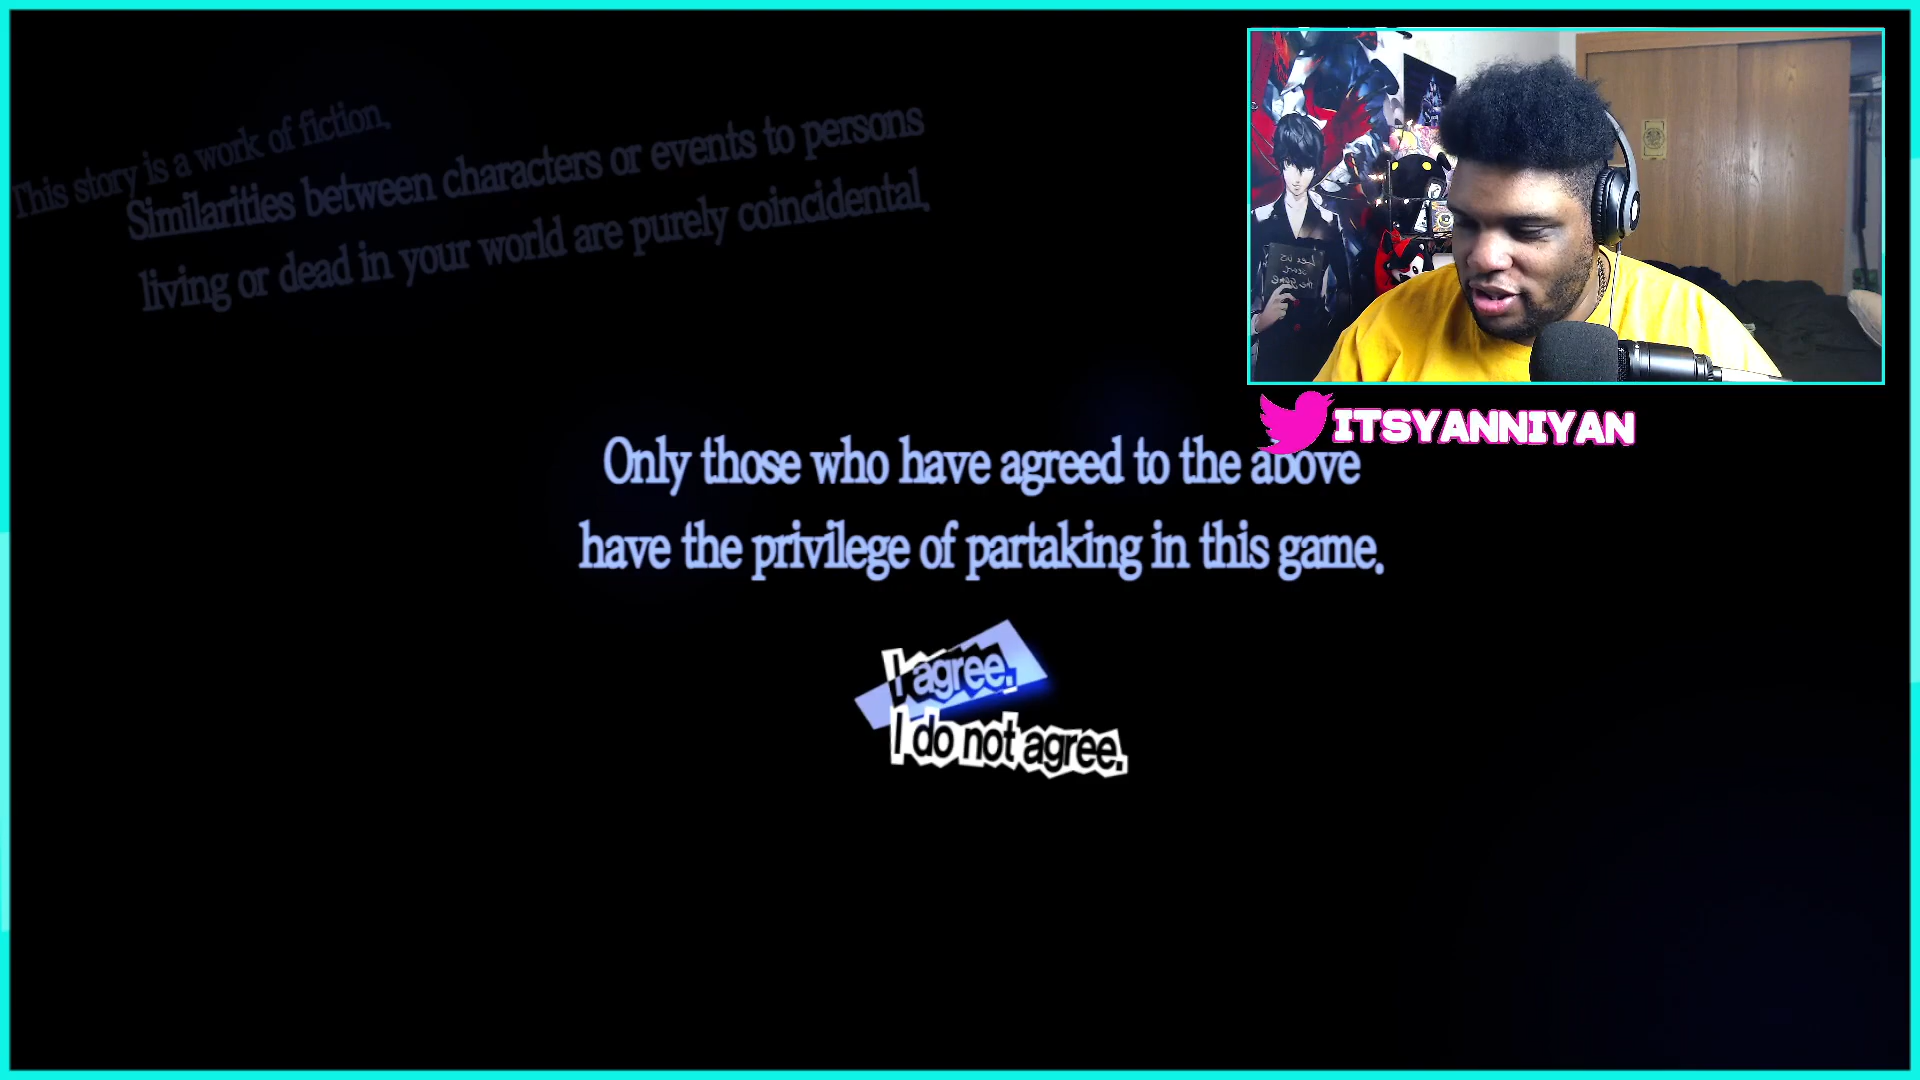 This story is a work of fiction.
Similarities between characters or events to persons
living or dead in your world are purely coincidental.
ITSYANNIYAN
Only those who have agreed to the above
have the privilege of partaking in this game.
I agree.
I do not agree.